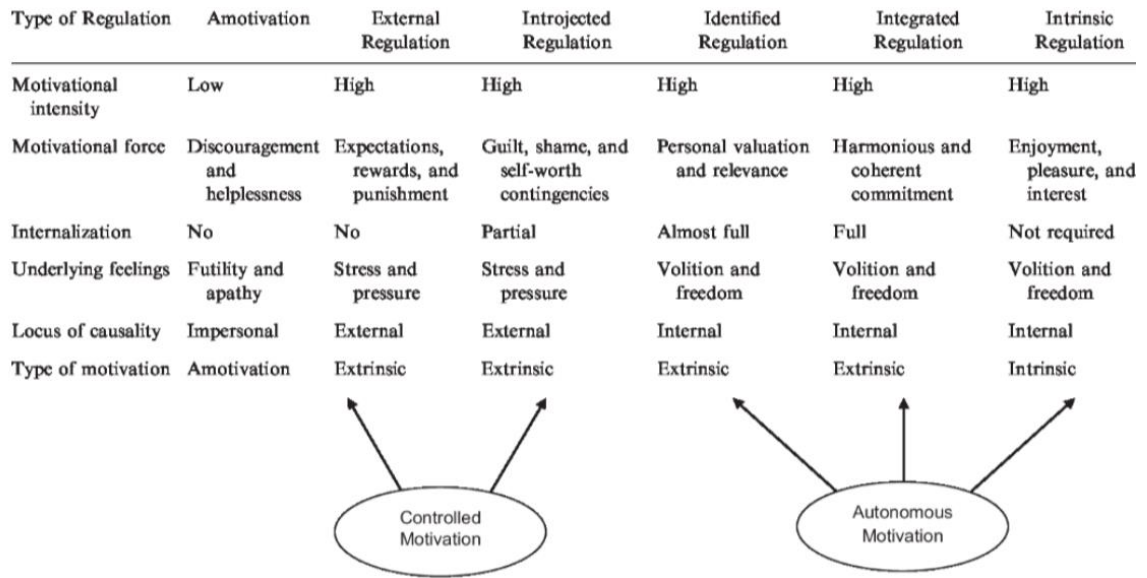 Type of Regulation Amotivation External Introjected Identified Integrated Intrinsic
Regulation Regulation Regulation Regulation Regulation
Motivational Low High High High High High
intensity
Motivational force Discouragement Expectations, Guilt, shame, and Personal valuation Harmonious and Enjoyment,
and rewards, and self-worth and relevance coherent pleasure, and
helplessness punishment contingencies commitment interest
Internalization No No Partial Almost full Full Not required
Underlying feelings Futility and Stress and Stress and Volition and Volition and Volition and
apathy pressure pressure freedom freedom freedom
Locus of causality Impersonal External External Internal Internal Internal
Type of motivation Amotivation Extrinsic Extrinsic Extrinsic Extrinsic Intrinsic
Controlled
Motivation
Autonomous
Motivation